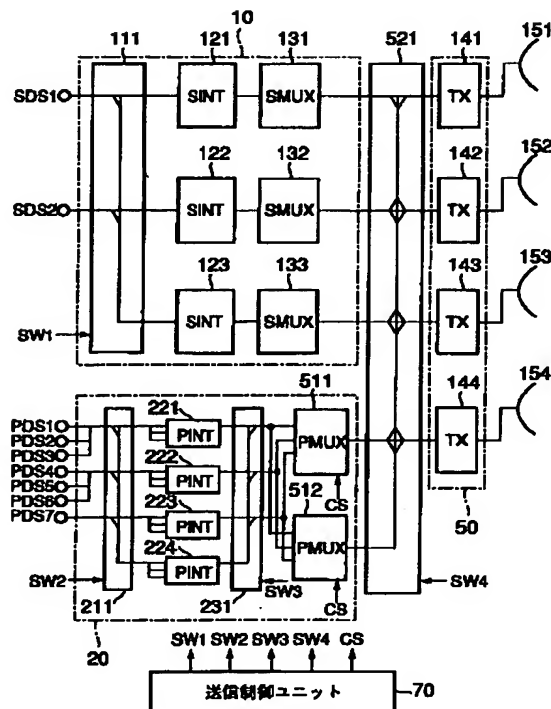 10
111 121 131 521 141 151
SDS1 SINT SMUX TX
122 132 142 152
SDS2 SINT SMUX TX
123 133 143 153
SINT SMUX TX
SW1
511 144 154
PDS1 221 PINT PMUX TX
PDS2
PDS3 222
PDS4 PINT
PDS5 223 512 CS 50
PDS6 PINT
PDS7 224 PMUX
PINT
SW2 SW3 SW4
211 231 CS
20
SW1 SW2 SW3 SW4 CS
送信制御ユニット 70